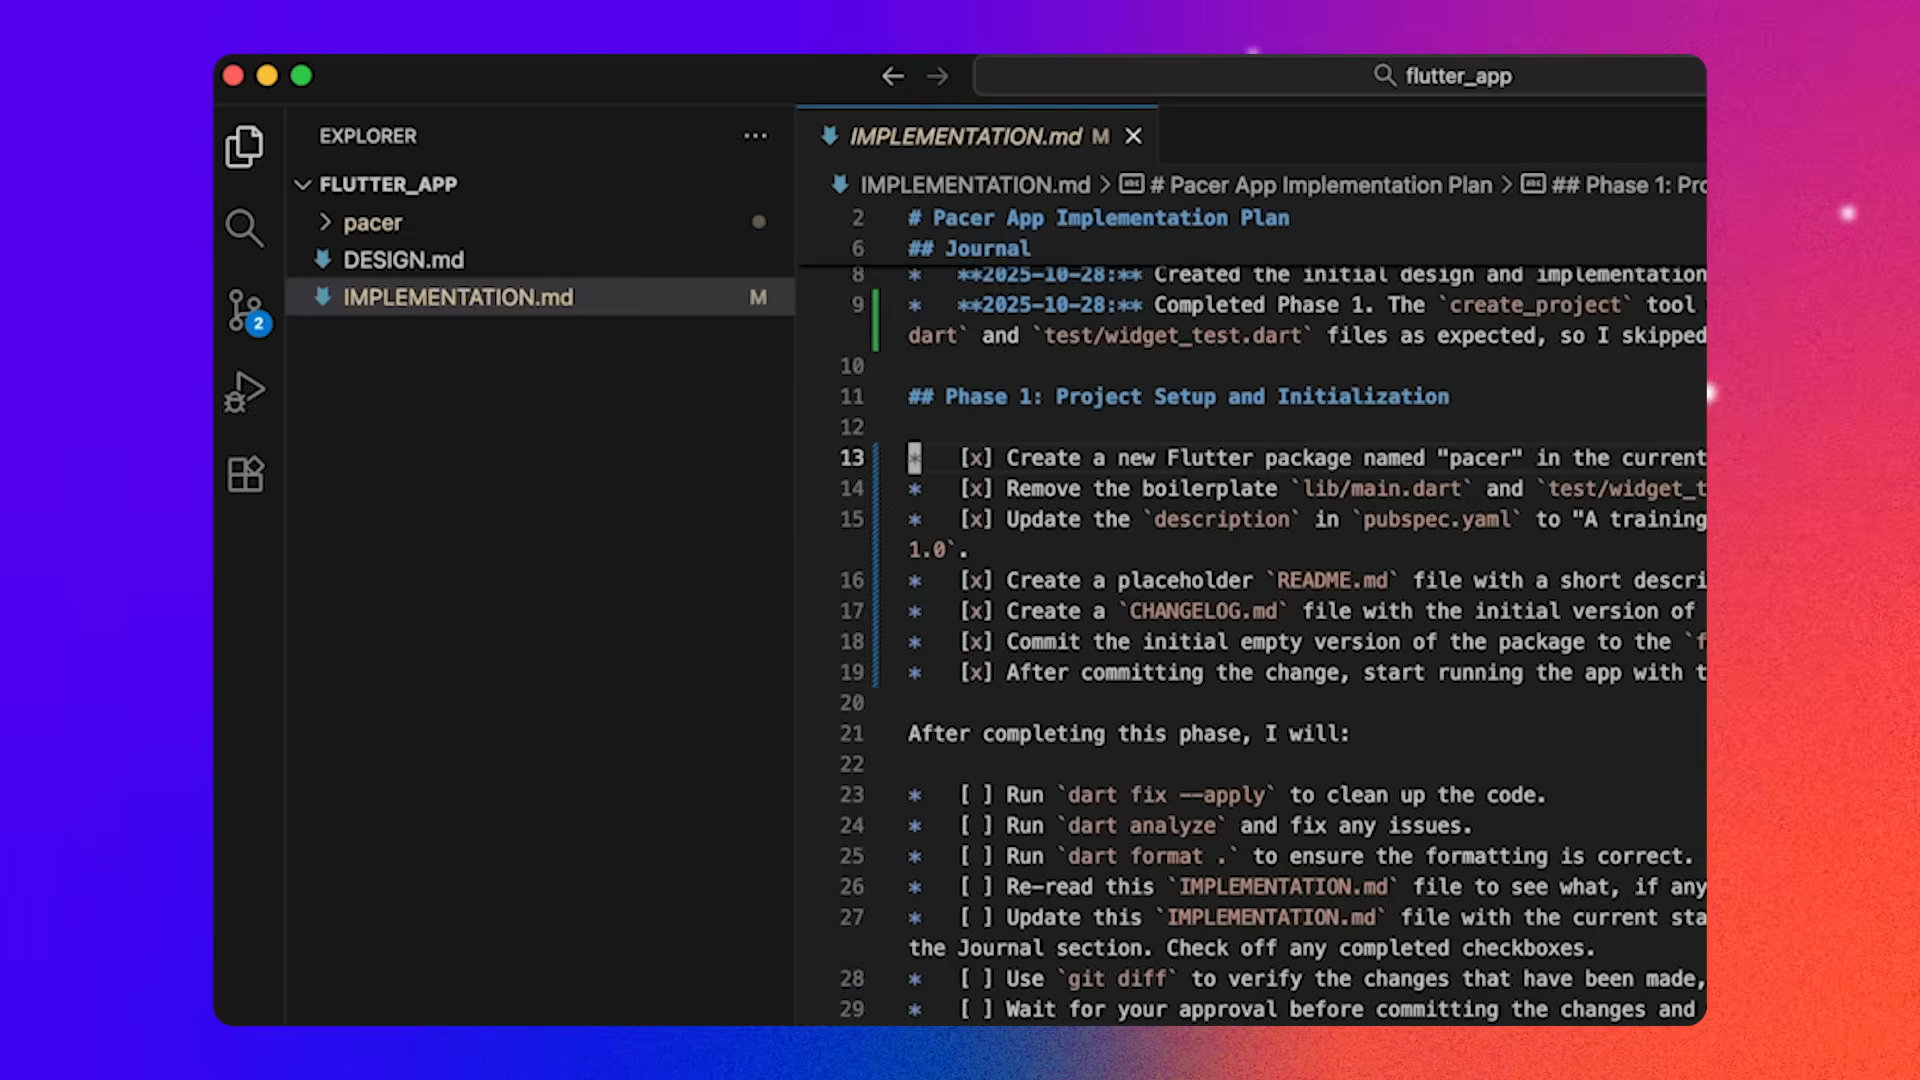 flutter_app
EXPLORER
FLUTTER_APP
pacer
DESIGN.md
IMPLEMENTATION.md M
2
IMPLEMENTATION.md M
IMPLEMENTATION.md > # Pacer App Implementation Plan > ## Phase 1:
2 # Pacer App Implementation Plan
6 ## Journal
8 * **2025-10-28:** Created the initial design and implementation
9 * **2025-10-28:** Completed Phase 1. The `create_project` tool
dart` and `test/widget_test.dart` files as expected, so I skipped
10
11 ## Phase 1: Project Setup and Initialization
12
13 * [x] Create a new Flutter package named "pacer" in the current
14 * [x] Remove the boilerplate `lib/main.dart` and `test/widget_t
15 * [x] Update the `description` in `pubspec.yaml` to "A training
1.0`.
16 * [x] Create a placeholder `README.md` file with a short descri
17 * [x] Create a `CHANGELOG.md` file with the initial version of
18 * [x] Commit the initial empty version of the package to the `f
19 * [x] After committing the change, start running the app with t
20
21 After completing this phase, I will:
22
23 * [ ] Run `dart fix --apply` to clean up the code.
24 * [ ] Run `dart analyze` and fix any issues.
25 * [ ] Run `dart format .` to ensure the formatting is correct.
26 * [ ] Re-read this `IMPLEMENTATION.md` file to see what, if any
27 * [ ] Update this `IMPLEMENTATION.md` file with the current sta
the Journal section. Check off any completed checkboxes.
28 * [ ] Use `git diff` to verify the changes that have been made,
29 * [ ] Wait for your approval before committing the changes and